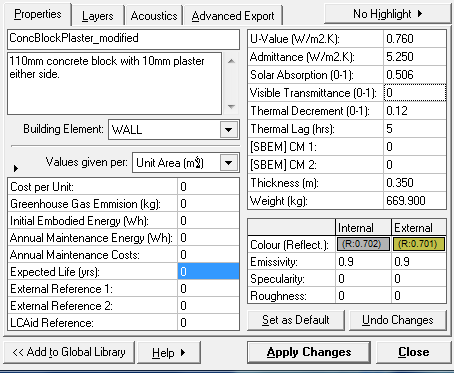 Properties Layers Acoustics Advanced Export No Highlight
ConcBlockPlaster_modified
110mm concrete block with 10mm plaster
either side.
Building Element: WALL
Values given per: Unit Area (m²)
Cost per Unit: 0
Greenhouse Gas Emmision (kg): 0
Initial Embodied Energy (Wh): 0
Annual Maintenance Energy (Wh): 0
Annual Maintenance Costs: 0
Expected Life (yrs): 0
External Reference 1: 0
External Reference 2: 0
LCAid Reference: 0
U-Value (W/m2.K): 0.760
Admittance (W/m2.K): 5.250
Solar Absorption (0-1): 0.506
Visible Transmittance (0-1): 0
Thermal Decrement (0-1): 0.12
Thermal Lag (hrs): 5
[SBEM] CM 1: 0
[SBEM] CM 2: 0
Thickness (m): 0.350
Weight (kg): 669.900
Internal External
Colour (Reflect.): (R:0.702) (R:0.701)
Emissivity: 0.9 0.9
Specularity: 0 0
Roughness: 0 0
Set as Default Undo Changes
<< Add to Global Library Help Apply Changes Close